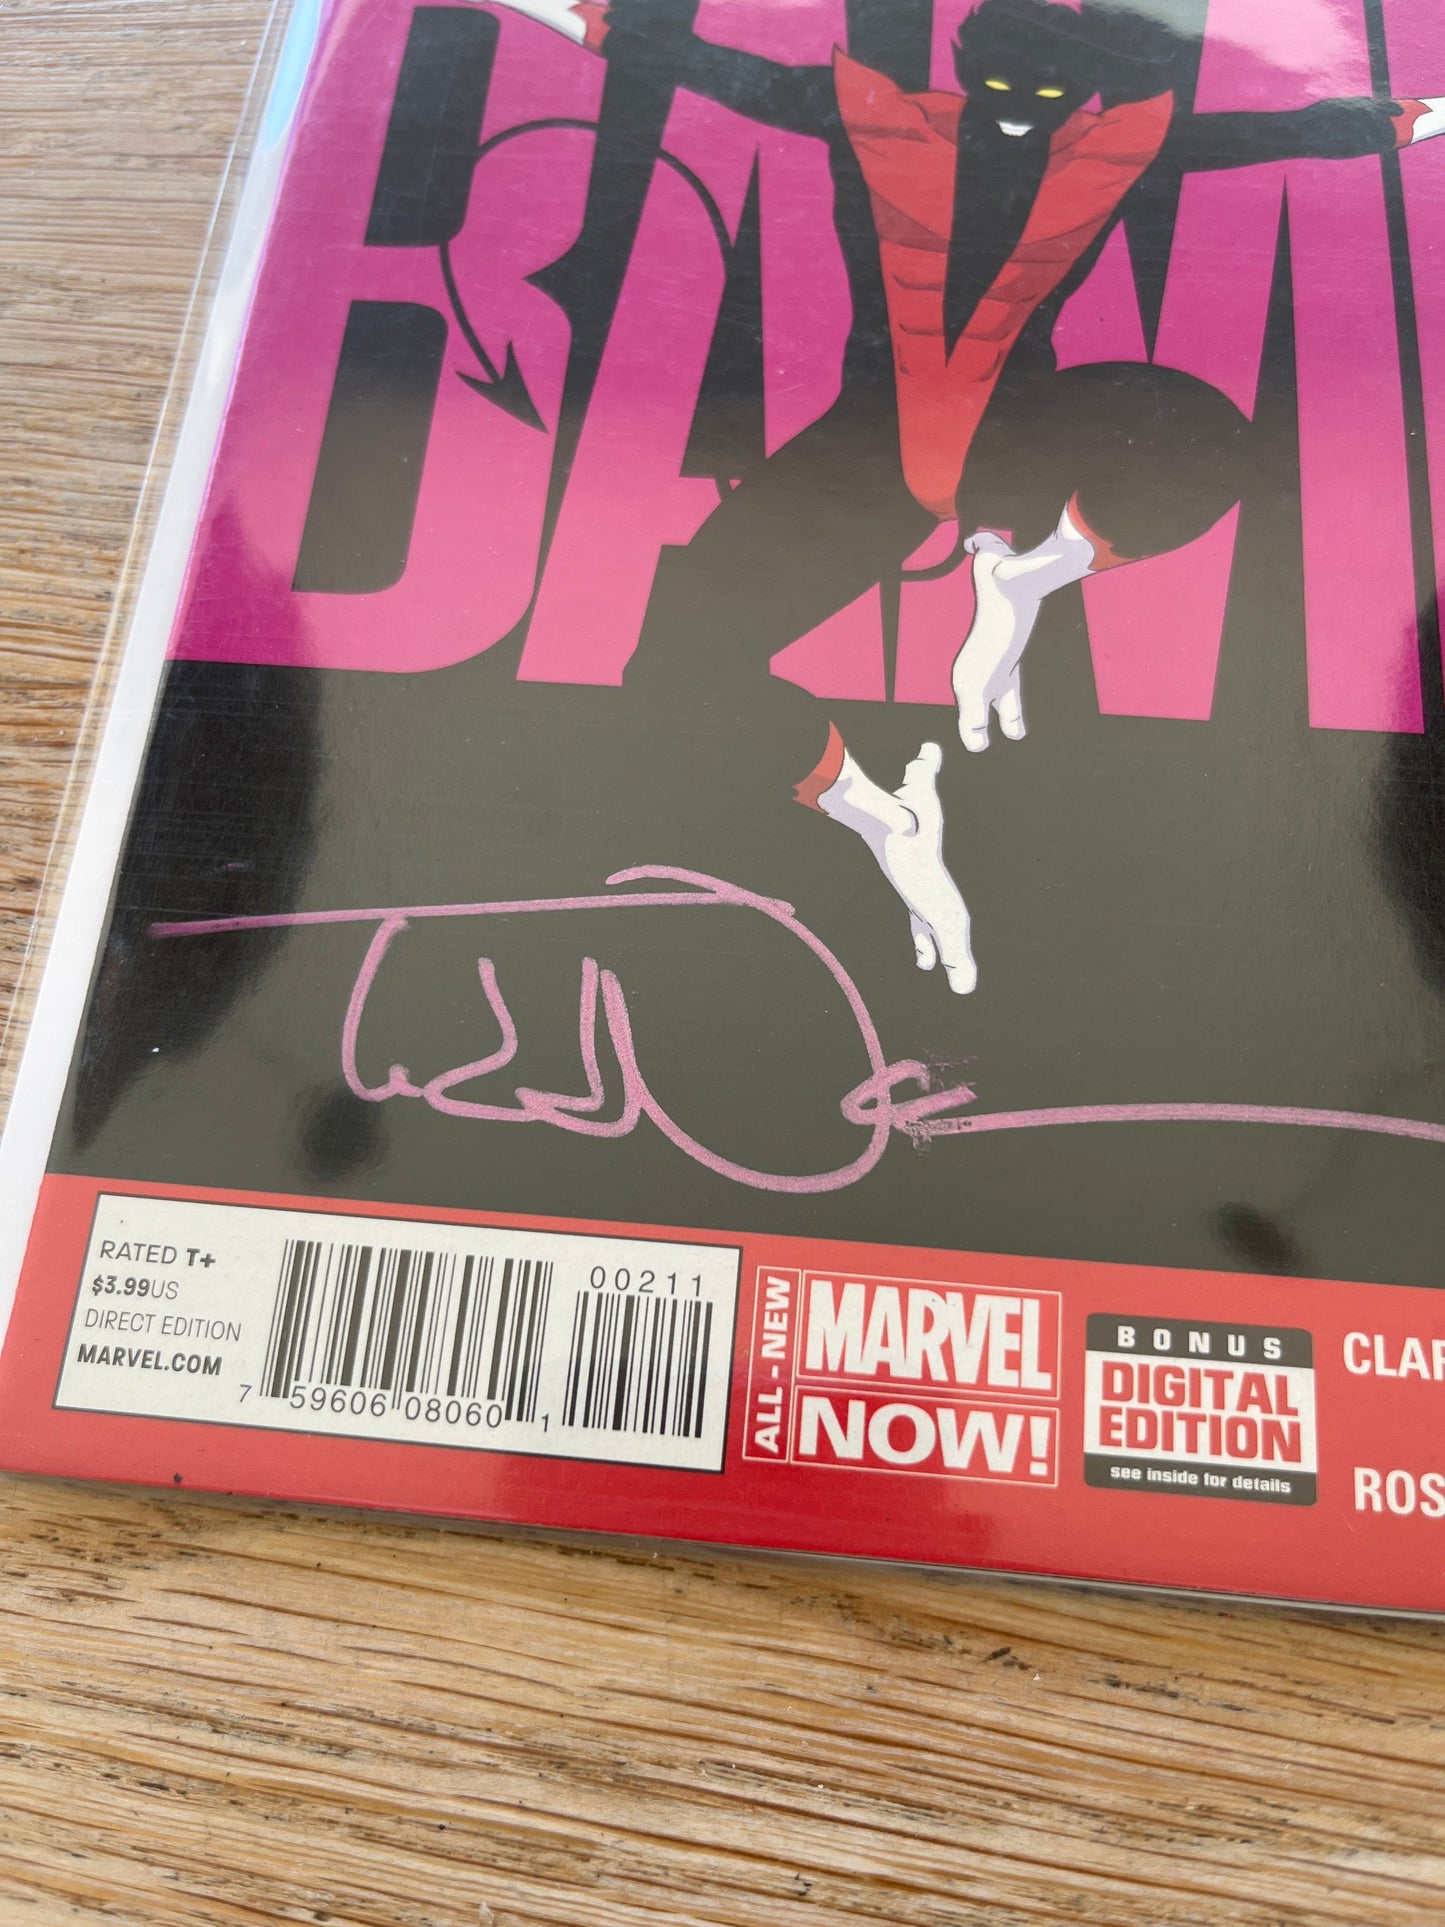 BAM
RATED T+
$3.99US
DIRECT EDITION
MARVEL.COM
7 59606 08060 1
00211
ALL-NEW
MARVEL
NOW!
BONUS
DIGITAL
EDITION
see inside for details
CLAR
ROS